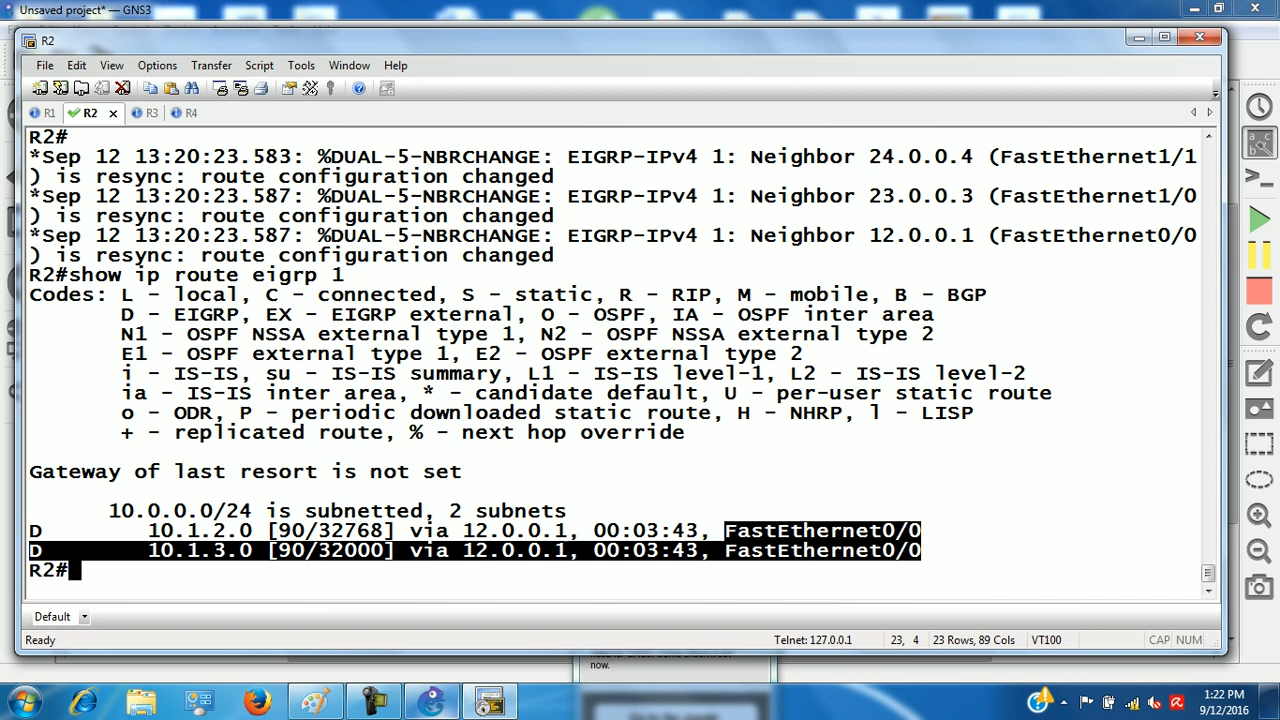 Unsaved project* — GNS3
R2
File Edit View Options Transfer Script Tools Window Help
R1 R2 x R3 R4
R2#
*Sep 12 13:20:23.583: %DUAL-5-NBRCHANGE: EIGRP-IPv4 1: Neighbor 24.0.0.4 (FastEthernet1/1
) is resync: route configuration changed
*Sep 12 13:20:23.587: %DUAL-5-NBRCHANGE: EIGRP-IPv4 1: Neighbor 23.0.0.3 (FastEthernet1/0
) is resync: route configuration changed
*Sep 12 13:20:23.587: %DUAL-5-NBRCHANGE: EIGRP-IPv4 1: Neighbor 12.0.0.1 (FastEthernet0/0
) is resync: route configuration changed
R2#show ip route eigrp 1
Codes: L - local, C - connected, S - static, R - RIP, M - mobile, B - BGP
D - EIGRP, EX - EIGRP external, O - OSPF, IA - OSPF inter area
N1 - OSPF NSSA external type 1, N2 - OSPF NSSA external type 2
E1 - OSPF external type 1, E2 - OSPF external type 2
i - IS-IS, su - IS-IS summary, L1 - IS-IS level-1, L2 - IS-IS level-2
ia - IS-IS inter area, * - candidate default, U - per-user static route
o - ODR, P - periodic downloaded static route, H - NHRP, l - LISP
+ - replicated route, % - next hop override
Gateway of last resort is not set
10.0.0.0/24 is subnetted, 2 subnets
D 10.1.2.0 [90/32768] via 12.0.0.1, 00:03:43, FastEthernet0/0
D 10.1.3.0 [90/32000] via 12.0.0.1, 00:03:43, FastEthernet0/0
R2#
Default
Ready Telnet: 127.0.0.1 23, 4 23 Rows, 89 Cols VT100 CAP NUM
now.
1:22 PM
9/12/2016